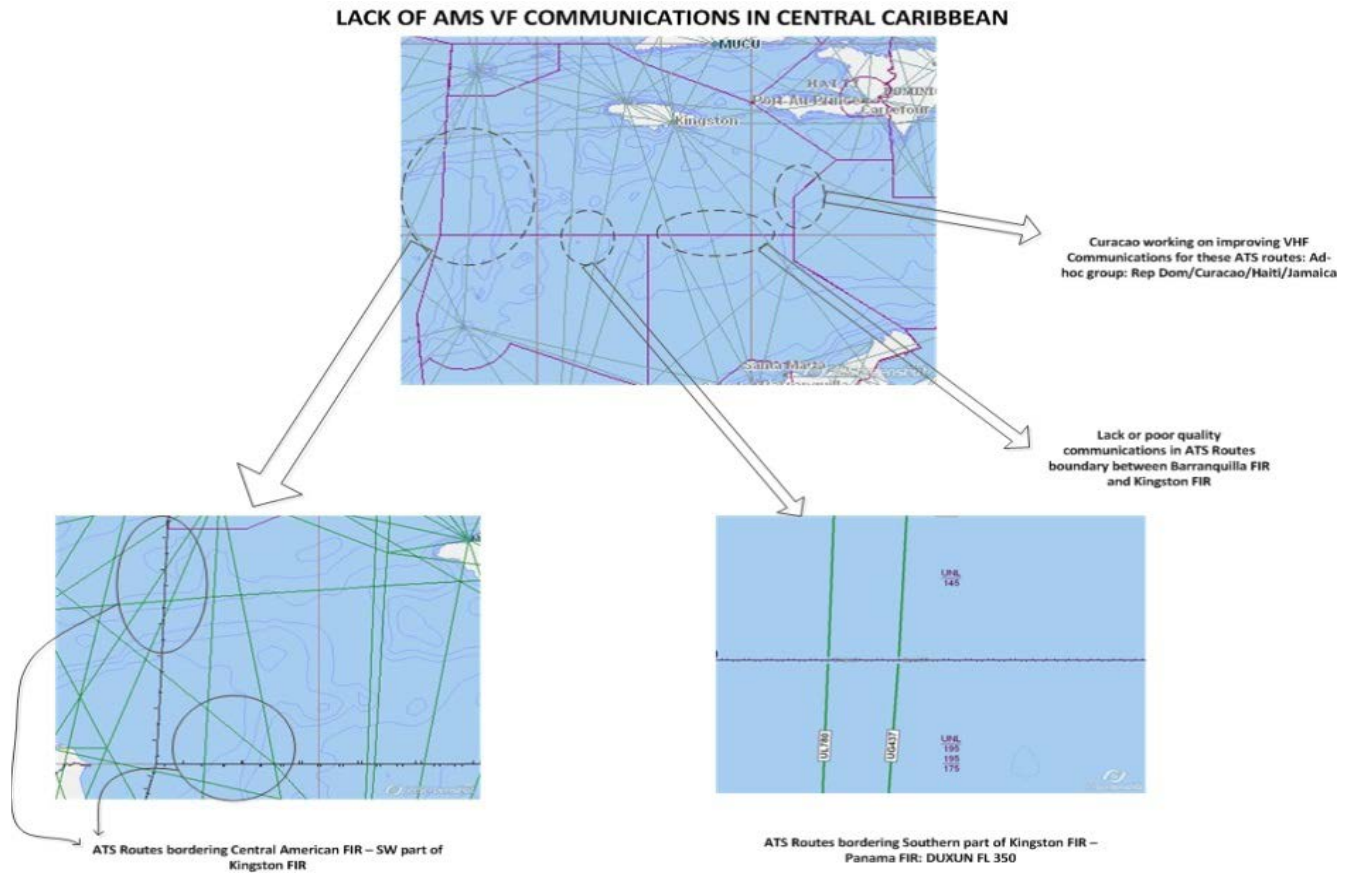 LACK OF AMS VF COMMUNICATIONS IN CENTRAL CARIBBEAN
MUCU
HAITI
Port Au Prince
Carrefour
Kingston
Curacao working on improving VHF
Communications for these ATS routes: Ad-
hoc group: Rep Dom/Curacao/Haiti/Jamaica
Santa Marta
Lack or poor quality
communications in ATS Routes
boundary between Barranquilla FIR
and Kingston FIR
UNL
145
UL780
UG437
UNL
195
195
175
ATS Routes bordering Central American FIR – SW part of
Kingston FIR
ATS Routes bordering Southern part of Kingston FIR –
Panama FIR: DUXUN FL 350